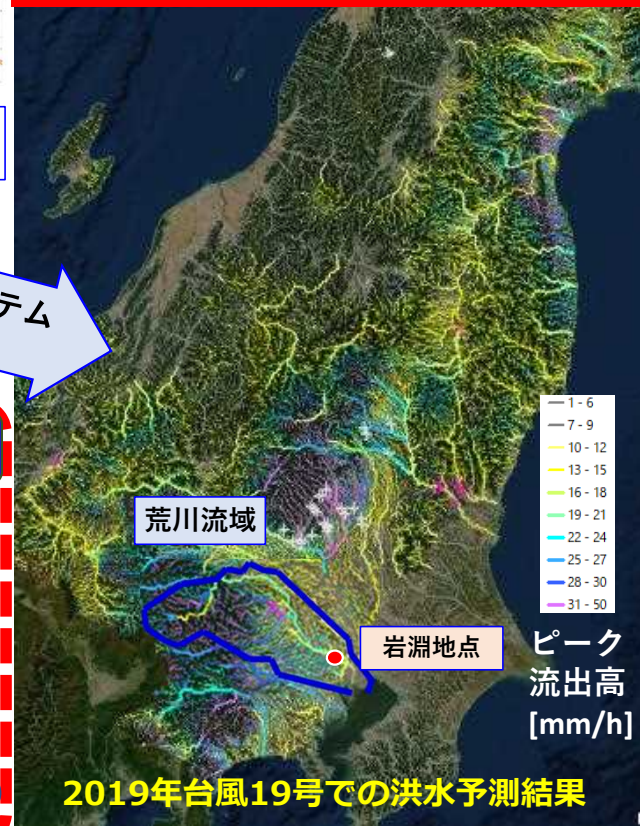 テム
荒川流域
岩淵地点
1 - 6
7 - 9
10 - 12
13 - 15
16 - 18
19 - 21
22 - 24
25 - 27
28 - 30
31 - 50
ピーク
流出高
[mm/h]
2019年台風19号での洪水予測結果